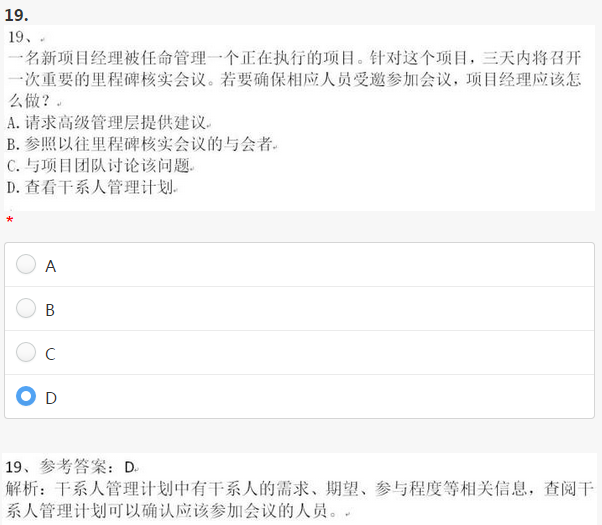 19.
19、
一名新项目经理被任命管理一个正在执行的项目。针对这个项目，三天内将召开
一次重要的里程碑核实会议。若要确保相应人员受邀参加会议，项目经理应该怎
么做？
A.请求高级管理层提供建议
B.参照以往里程碑核实会议的与会者
C.与项目团队讨论该问题
D.查看干系人管理计划
*
A
B
C
D
19、参考答案：D
解析：干系人管理计划中有干系人的需求、期望、参与程度等相关信息，查阅干
系人管理计划可以确认应该参加会议的人员。